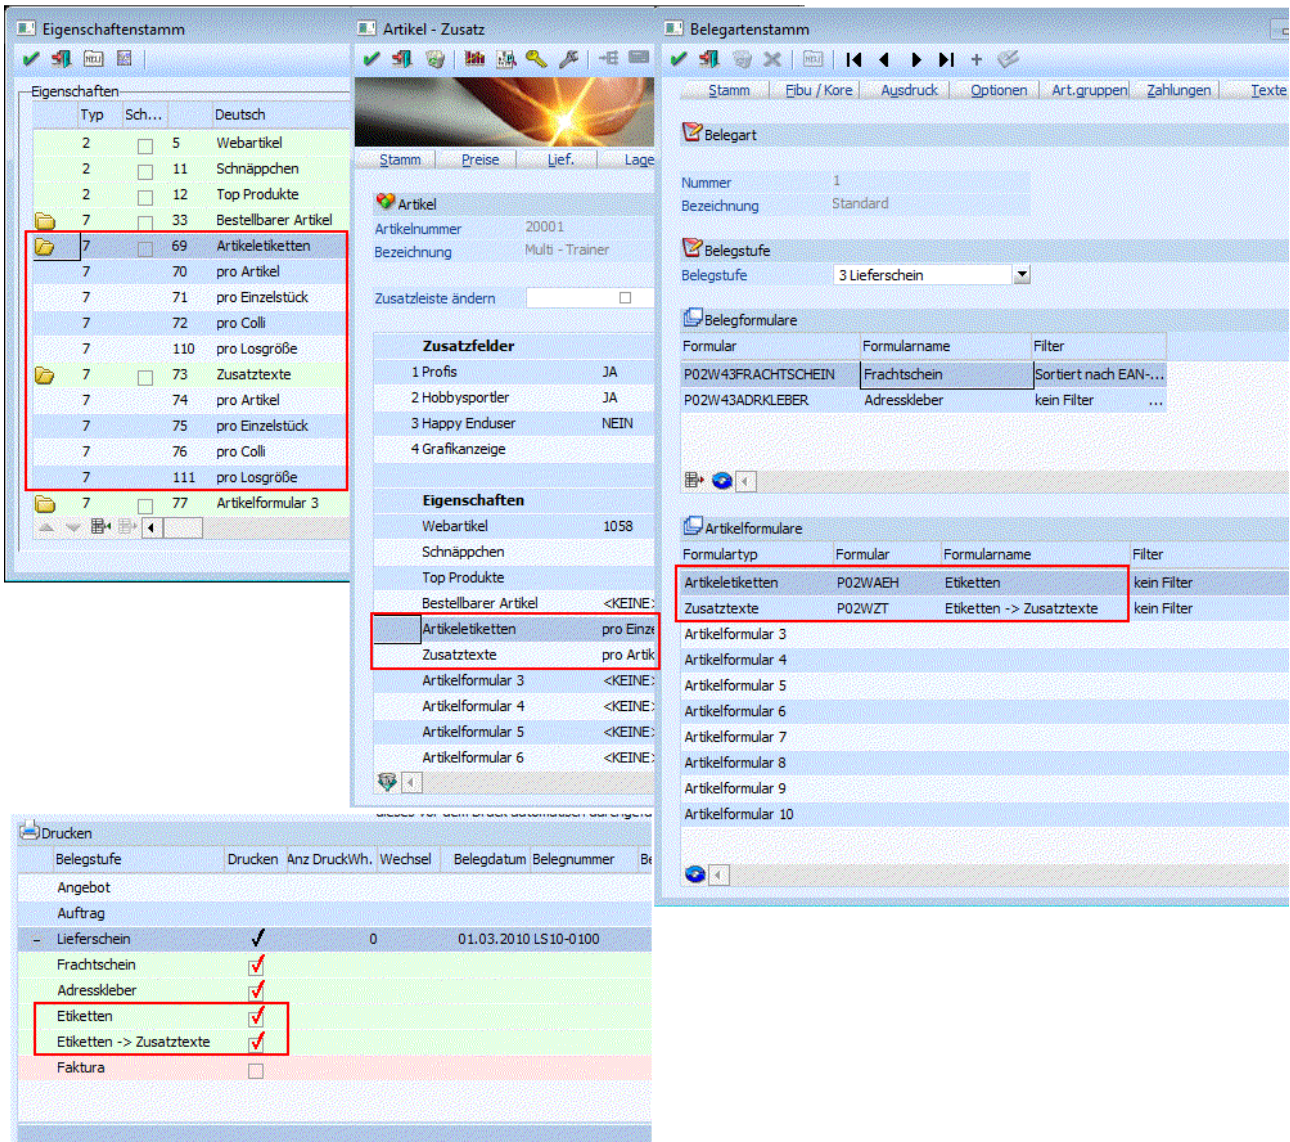 Eigenschaftenstamm
Eigenschaften
Typ Sch... Deutsch
2 5 Webartikel
2 11 Schnäppchen
2 12 Top Produkte
7 33 Bestellbarer Artikel
7 69 Artikeletiketten
7 70 pro Artikel
7 71 pro Einzelstück
7 72 pro Colli
7 110 pro Losgröße
7 73 Zusatztexte
7 74 pro Artikel
7 75 pro Einzelstück
7 76 pro Colli
7 111 pro Losgröße
7 77 Artikelformular 3
Artikel - Zusatz
Stamm Preise Lief. Lage
Artikel
Artikelnummer 20001
Bezeichnung Multi - Trainer
Zusatzleiste ändern
Zusatzfelder
1 Profis JA
2 Hobbysportler JA
3 Happy Enduser NEIN
4 Grafikanzeige
Eigenschaften
Webartikel 1058
Schnäppchen
Top Produkte
Bestellbarer Artikel <KEINE>
Artikeletiketten pro Einze
Zusatztexte pro Artik
Artikelformular 3 <KEINE>
Artikelformular 4 <KEINE>
Artikelformular 5 <KEINE>
Artikelformular 6 <KEINE>
Belegartenstamm
NEU
Stamm Fibu / Kore Ausdruck Optionen Art.gruppen Zahlungen Texte
Belegart
Nummer 1
Bezeichnung Standard
Belegstufe
Belegstufe 3 Lieferschein
Belegformulare
Formular Formularname Filter
P02W43FRACHTSCHEIN Frachtschein Sortiert nach EAN-...
P02W43ADRKLEBER Adresskleber kein Filter ...
Artikelformulare
Formulartyp Formular Formularname Filter
Artikeletiketten P02WAEH Etiketten kein Filter
Zusatztexte P02WZT Etiketten -> Zusatztexte kein Filter
Artikelformular 3
Artikelformular 4
Artikelformular 5
Artikelformular 6
Artikelformular 7
Artikelformular 8
Artikelformular 9
Artikelformular 10
Drucken
Belegstufe Drucken Anz DruckWh. Wechsel Belegdatum Belegnummer Be
Angebot
Auftrag
- Lieferschein 0 01.03.2010 LS10-0100
Frachtschein
Adresskleber
Etiketten
Etiketten -> Zusatztexte
Faktura